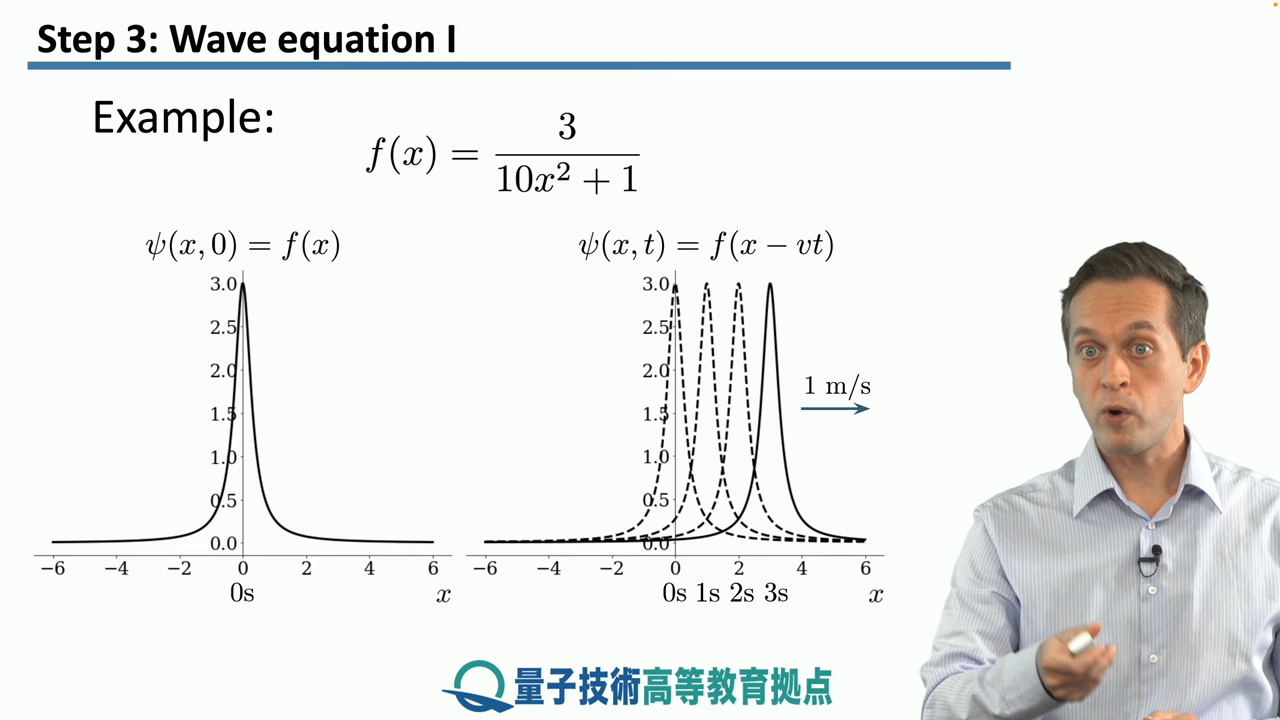 Step 3: Wave equation I
Example:
f(x) = 3 / (10x² + 1)
ψ(x, 0) = f(x)
3.0
2.5
2.0
1.5
1.0
0.5
0.0
−6 −4 −2 0 2 4 6
0s x
ψ(x, t) = f(x − vt)
3.0
2.5
2.0
1.5
1.0
0.5
0.0
1 m/s
−6 −4 −2 0 2 4 6
0s 1s 2s 3s x
量子技術高等教育拠点